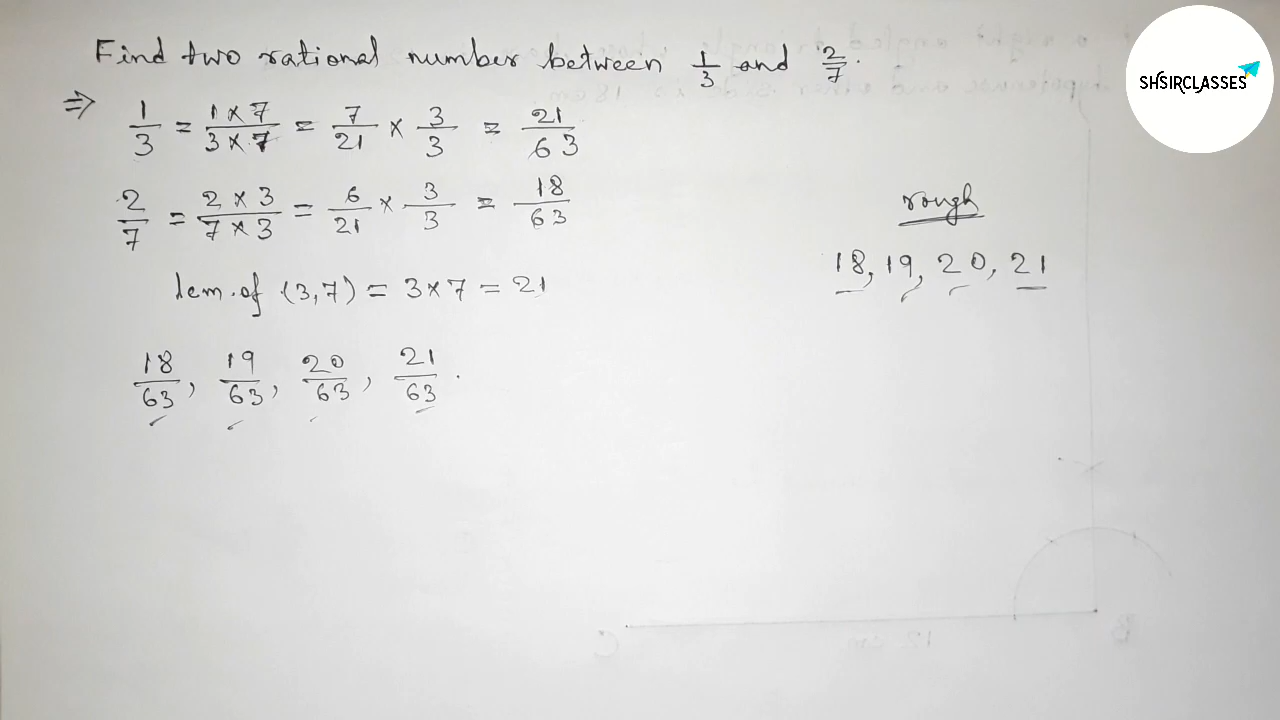 Find two rational number between 1/3 and 2/7.
SHSIRCLASSES
⇒ 1/3 = 1×7/3×7 = 7/21 × 3/3 = 21/63
2/7 = 2×3/7×3 = 6/21 × 3/3 = 18/63
rough
18, 19, 20, 21
lcm.of (3,7) = 3×7 = 21
18/63, 19/63, 20/63, 21/63.
C 12 cm B